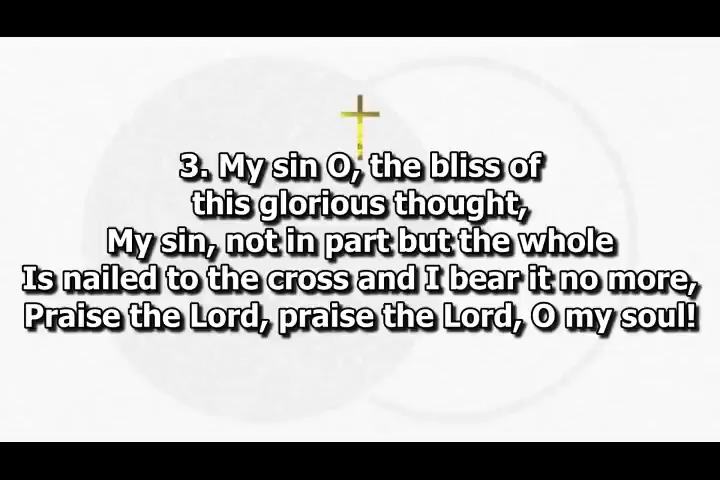 3. My sin O, the bliss of
this glorious thought,
My sin, not in part but the whole
Is nailed to the cross and I bear it no more,
Praise the Lord, praise the Lord, O my soul!